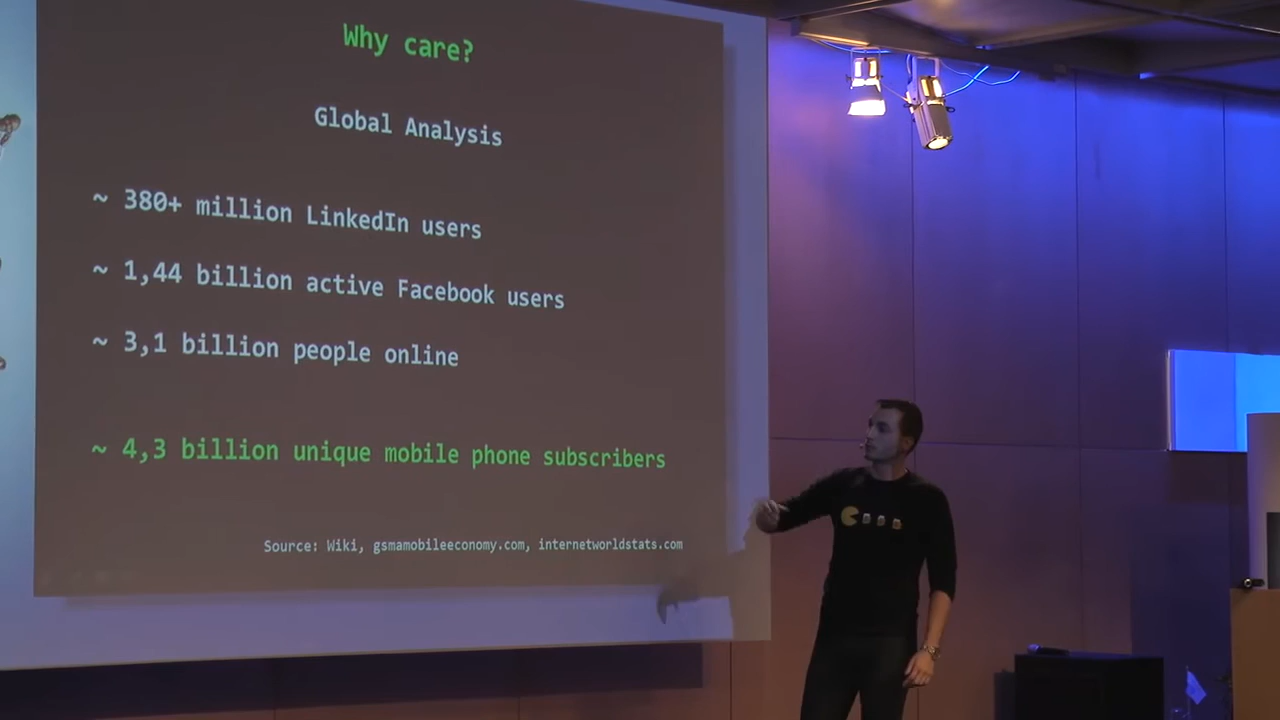 Why care?
Global Analysis
~ 380+ million LinkedIn users
~ 1,44 billion active Facebook users
~ 3,1 billion people online
~ 4,3 billion unique mobile phone subscribers
Source: Wiki, gsmamobileeconomy.com, internetworldstats.com